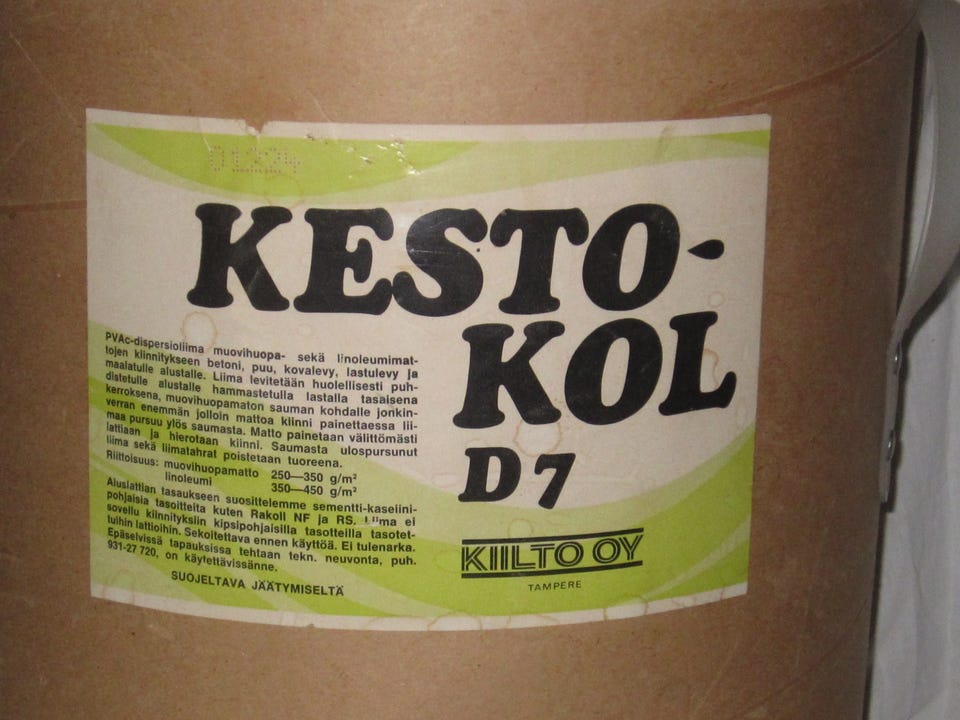 01224
KESTO-
KOL
D7
PVAc-dispersioliima muovihuopa- sekä linoleumimat-
tojen kiinnitykseen betoni, puu, kovalevy, lastulevy ja
maalatulle alustalle. Liima levitetään huolellisesti puh-
distetulle alustalle hammastetulla lastalla tasaisena
kerroksena, muovihuopamaton sauman kohdalle jonkin-
verran enemmän jolloin mattoa kiinni painettaessa lii-
maa pursuu ylös saumasta. Matto painetaan välittömästi
lattiaan ja hierotaan kiinni. Saumasta ulospursunut
liima sekä liimatahrat poistetaan tuoreena.
Riittoisuus: muovihuopamatto 250—350 g/m²
linoleumi 350—450 g/m²
Aluslattian tasaukseen suosittelemme sementti-kaseiini-
pohjaisia tasoitteita kuten Rakoll NF ja RS. Liima ei
sovellu kiinnityksiin kipsipohjaisilla tasotteilla tasotet-
tuihin lattioihin. Sekoitettava ennen käyttöä. Ei tulenarka.
Epäselvissä tapauksissa tehtaan tekn. neuvonta, puh.
931-27 720, on käytettävissänne.
SUOJELTAVA JÄÄTYMISELTÄ
KIILTO OY
TAMPERE